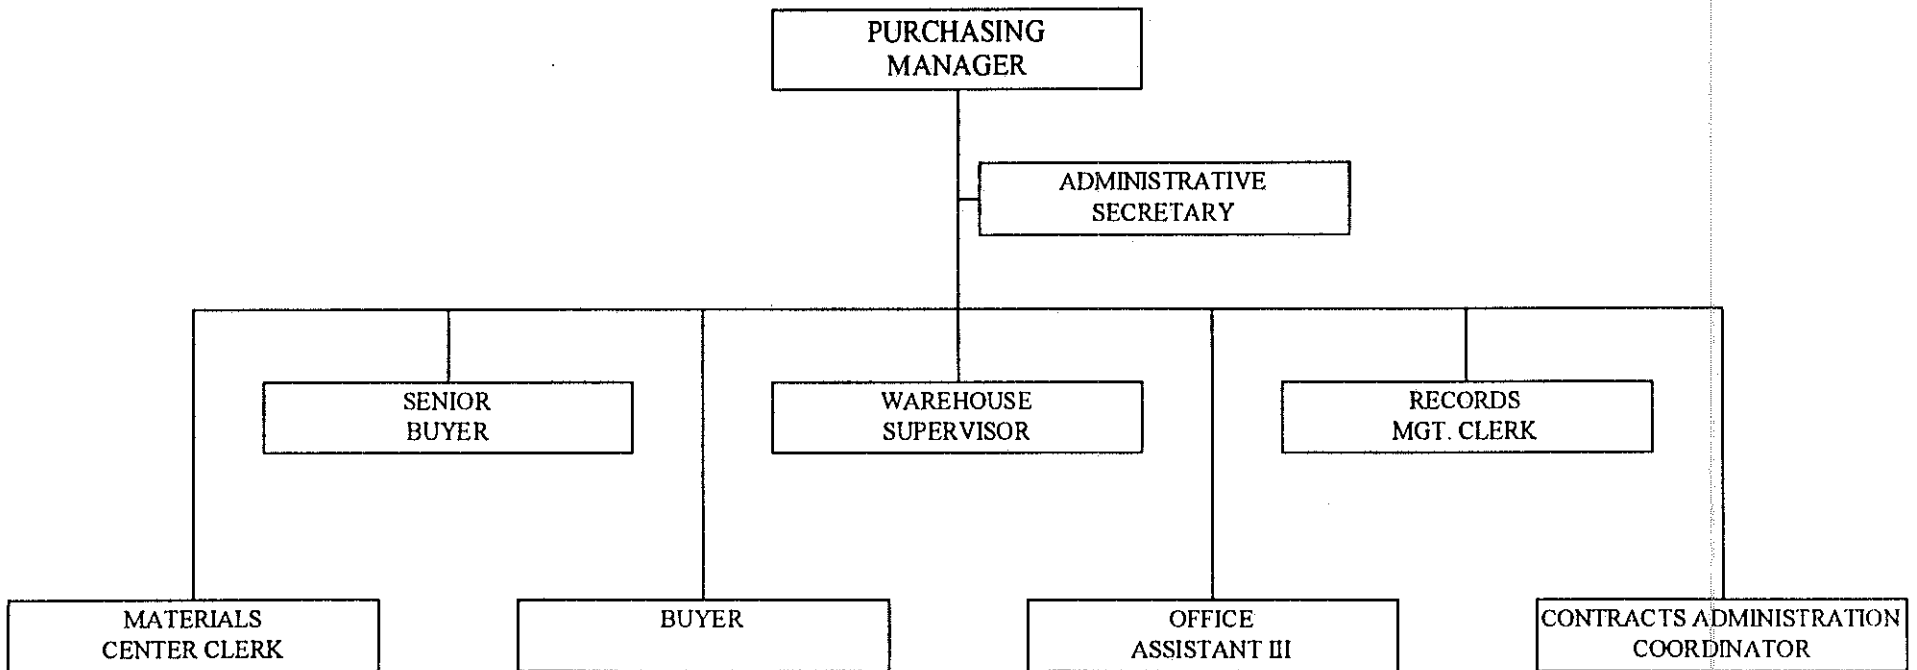 PURCHASING
MANAGER
ADMINISTRATIVE
SECRETARY
SENIOR
BUYER
WAREHOUSE
SUPERVISOR
RECORDS
MGT. CLERK
MATERIALS
CENTER CLERK
BUYER
OFFICE
ASSISTANT III
CONTRACTS ADMINISTRATION
COORDINATOR